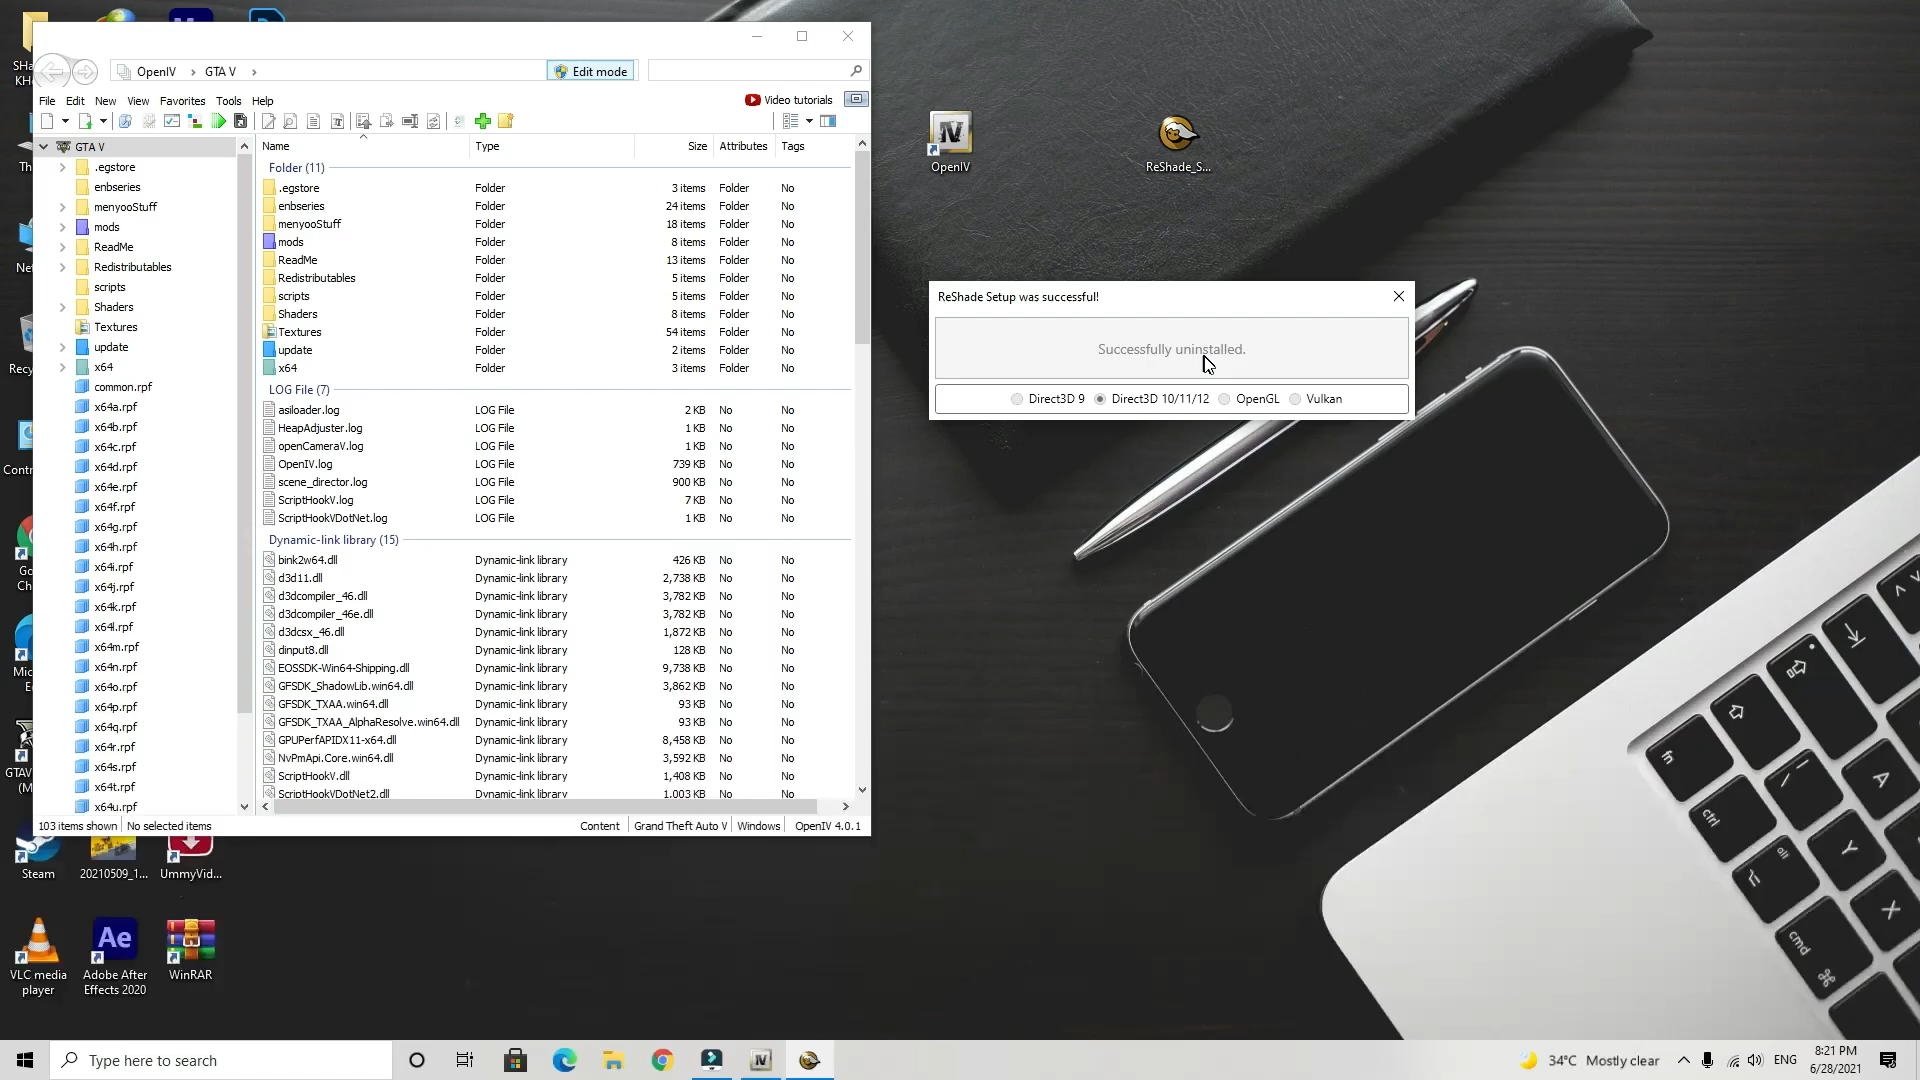 OpenIV
GTA V
Edit mode
File Edit New View Favorites Tools Help
Video tutorials
GTA V
.egstore
enbseries
menyooStuff
mods
ReadMe
Redistributables
scripts
Shaders
Textures
update
x64
common.rpf
x64a.rpf
x64b.rpf
x64c.rpf
x64d.rpf
x64e.rpf
x64f.rpf
x64g.rpf
x64h.rpf
x64i.rpf
x64j.rpf
x64k.rpf
x64l.rpf
x64m.rpf
x64n.rpf
x64o.rpf
x64p.rpf
x64q.rpf
x64r.rpf
x64s.rpf
x64t.rpf
x64u.rpf
Name Type Size Attributes Tags
Folder (11)
.egstore Folder 3 items Folder No
enbseries Folder 24 items Folder No
menyooStuff Folder 18 items Folder No
mods Folder 8 items Folder No
ReadMe Folder 13 items Folder No
Redistributables Folder 5 items Folder No
scripts Folder 5 items Folder No
Shaders Folder 8 items Folder No
Textures Folder 54 items Folder No
update Folder 2 items Folder No
x64 Folder 3 items Folder No
LOG File (7)
asiloader.log LOG File 2 KB No No
HeapAdjuster.log LOG File 1 KB No No
openCameraV.log LOG File 1 KB No No
OpenIV.log LOG File 739 KB No No
scene_director.log LOG File 900 KB No No
ScriptHookV.log LOG File 7 KB No No
ScriptHookVDotNet.log LOG File 1 KB No No
Dynamic-link library (15)
bink2w64.dll Dynamic-link library 426 KB No No
d3d11.dll Dynamic-link library 2,738 KB No No
d3dcompiler_46.dll Dynamic-link library 3,782 KB No No
d3dcompiler_46e.dll Dynamic-link library 3,782 KB No No
d3dcsx_46.dll Dynamic-link library 1,872 KB No No
dinput8.dll Dynamic-link library 128 KB No No
EOSSDK-Win64-Shipping.dll Dynamic-link library 9,738 KB No No
GFSDK_ShadowLib.win64.dll Dynamic-link library 3,862 KB No No
GFSDK_TXAA.win64.dll Dynamic-link library 93 KB No No
GFSDK_TXAA_AlphaResolve.win64.dll Dynamic-link library 93 KB No No
GPUPerfAPIDX11-x64.dll Dynamic-link library 8,458 KB No No
NvPmApi.Core.win64.dll Dynamic-link library 3,592 KB No No
ScriptHookV.dll Dynamic-link library 1,408 KB No No
ScriptHookVDotNet2.dll Dynamic-link library 1,003 KB No No
103 items shown No selected items Content Grand Theft Auto V Windows OpenIV 4.0.1
OpenIV
ReShade_S...
ReShade Setup was successful!
Successfully uninstalled.
Direct3D 9 Direct3D 10/11/12 OpenGL Vulkan
Steam
20210509_1...
UmmyVid...
VLC media
player
Ae
Adobe After
Effects 2020
WinRAR
fn
ctrl
alt
cmd
A
Y
X
Type here to search
34°C Mostly clear
ENG
8:21 PM
6/28/2021